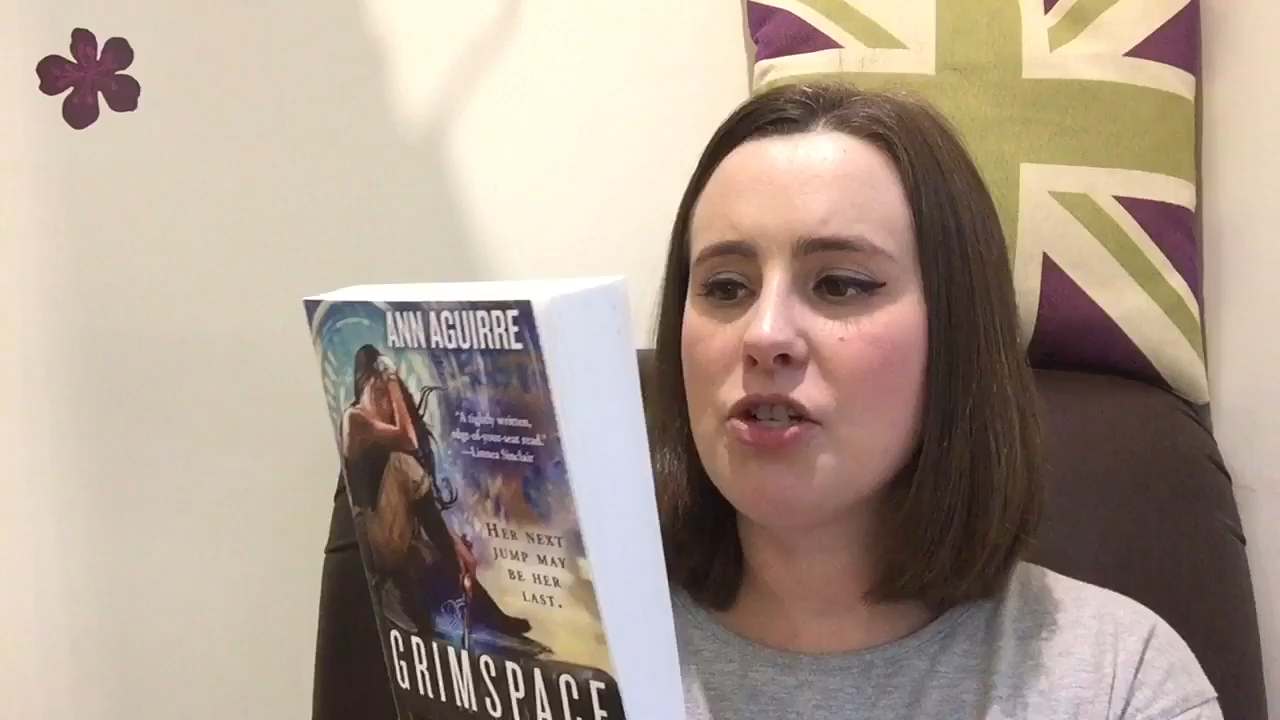 ANN AGUIRRE
"A tightly written,
edge-of-your-seat read."
—Linnea Sinclair
HER NEXT
JUMP MAY
BE HER
LAST.
GRIMSPACE